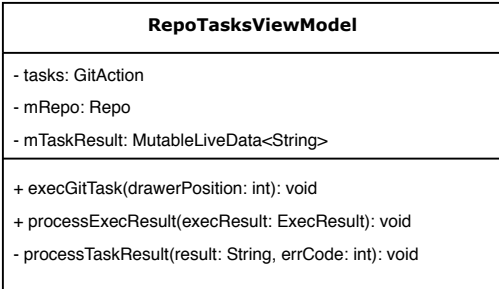 RepoTasksViewModel
- tasks: GitAction
- mRepo: Repo
- mTaskResult: MutableLiveData<String>
+ execGitTask(drawerPosition: int): void
+ processExecResult(execResult: ExecResult): void
- processTaskResult(result: String, errCode: int): void